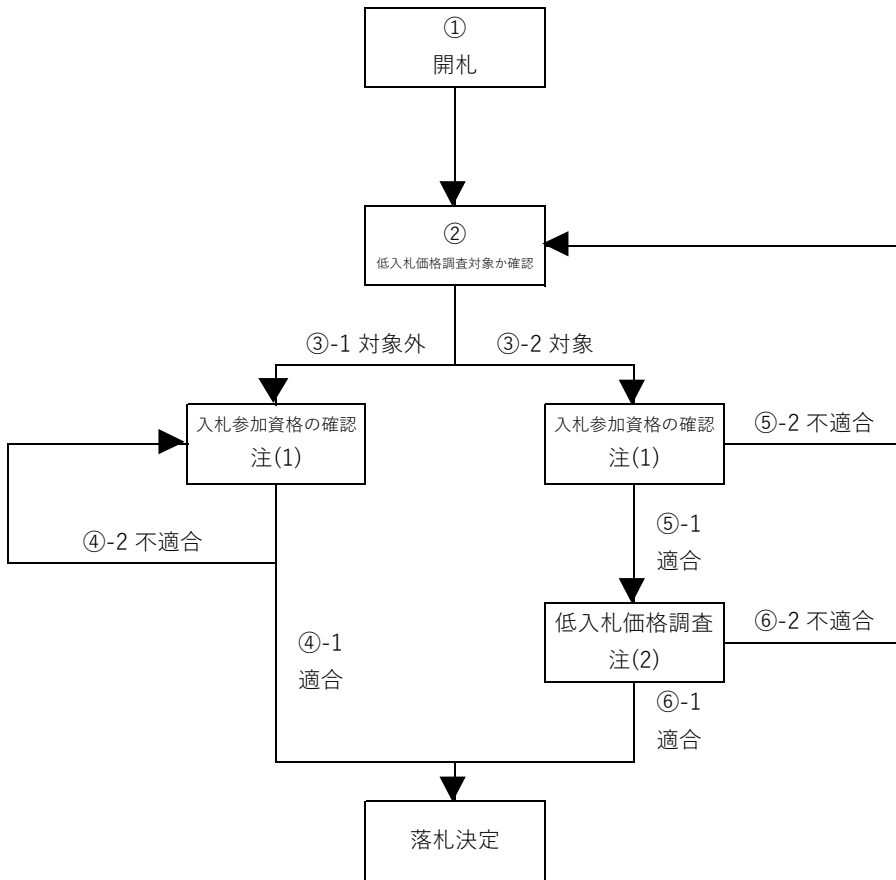 ①
開札
②
低入札価格調査対象か確認
③-1 対象外
③-2 対象
入札参加資格の確認
注(1)
入札参加資格の確認
注(1)
⑤-2 不適合
④-2 不適合
⑤-1
適合
低入札価格調査
注(2)
⑥-2 不適合
④-1
適合
⑥-1
適合
落札決定